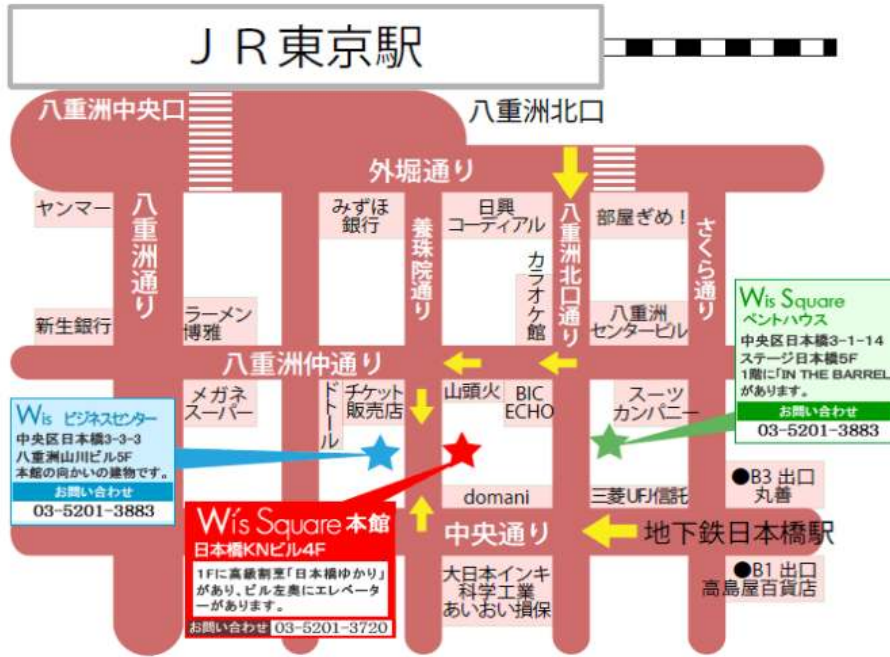 JR東京駅
八重洲中央口
八重洲北口
外堀通り
ヤンマー
八重洲通り
みずほ
銀行
養珠院通り
日興
コーディアル
八重洲北口通り
部屋ぎめ！
さくら通り
カラオケ館
新生銀行
ラーメン
博雅
八重洲
センタービル
Wis Square
ペントハウス
中央区日本橋3-1-14
ステージ日本橋5F
1階に「IN THE BARREL」
があります。
お問い合わせ
03-5201-3883
八重洲仲通り
メガネ
スーパー
ドトール
チケット
販売店
山頭火
BIC
ECHO
スーツ
カンパニー
Wis ビジネスセンター
中央区日本橋3-3-3
八重洲山川ビル5F
本館の向かいの建物です。
お問い合わせ
03-5201-3883
domani
三菱UFJ信託
●B3 出口
丸善
Wis Square 本館
日本橋KNビル4F
1Fに高級割烹「日本橋ゆかり」
があり、ビル左奥にエレベータ
ーがあります。
お問い合わせ 03-5201-3720
中央通り
地下鉄日本橋駅
大日本インキ
科学工業
あいおい損保
●B1 出口
高島屋百貨店